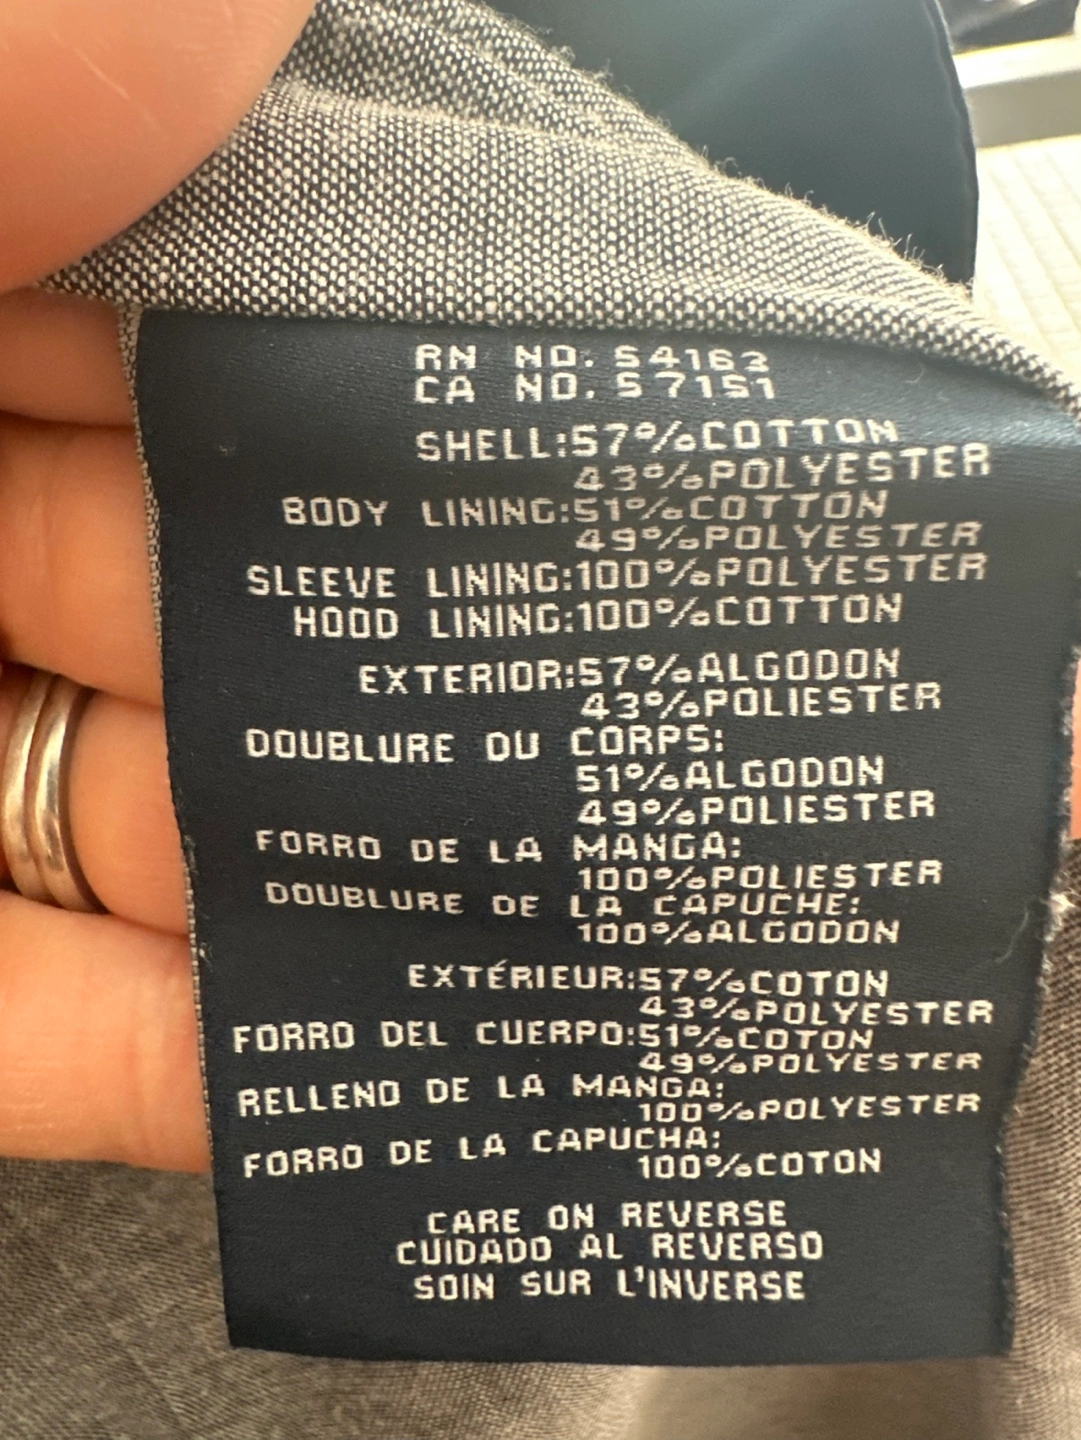 RN NO. 54163
CA NO. 57151
SHELL:57%COTTON
43%POLYESTER
BODY LINING:51%COTTON
49%POLYESTER
SLEEVE LINING:100%POLYESTER
HOOD LINING:100%COTTON
EXTERIOR:57%ALGODON
43%POLIESTER
DOUBLURE DU CORPS:
51%ALGODON
49%POLIESTER
FORRO DE LA MANGA:
100%POLIESTER
DOUBLURE DE LA CAPUCHE:
100%ALGODON
EXTÉRIEUR:57%COTON
43%POLYESTER
FORRO DEL CUERPO:51%COTON
49%POLYESTER
RELLENO DE LA MANGA:
100%POLYESTER
FORRO DE LA CAPUCHA:
100%COTON
CARE ON REVERSE
CUIDADO AL REVERSO
SOIN SUR L'INVERSE